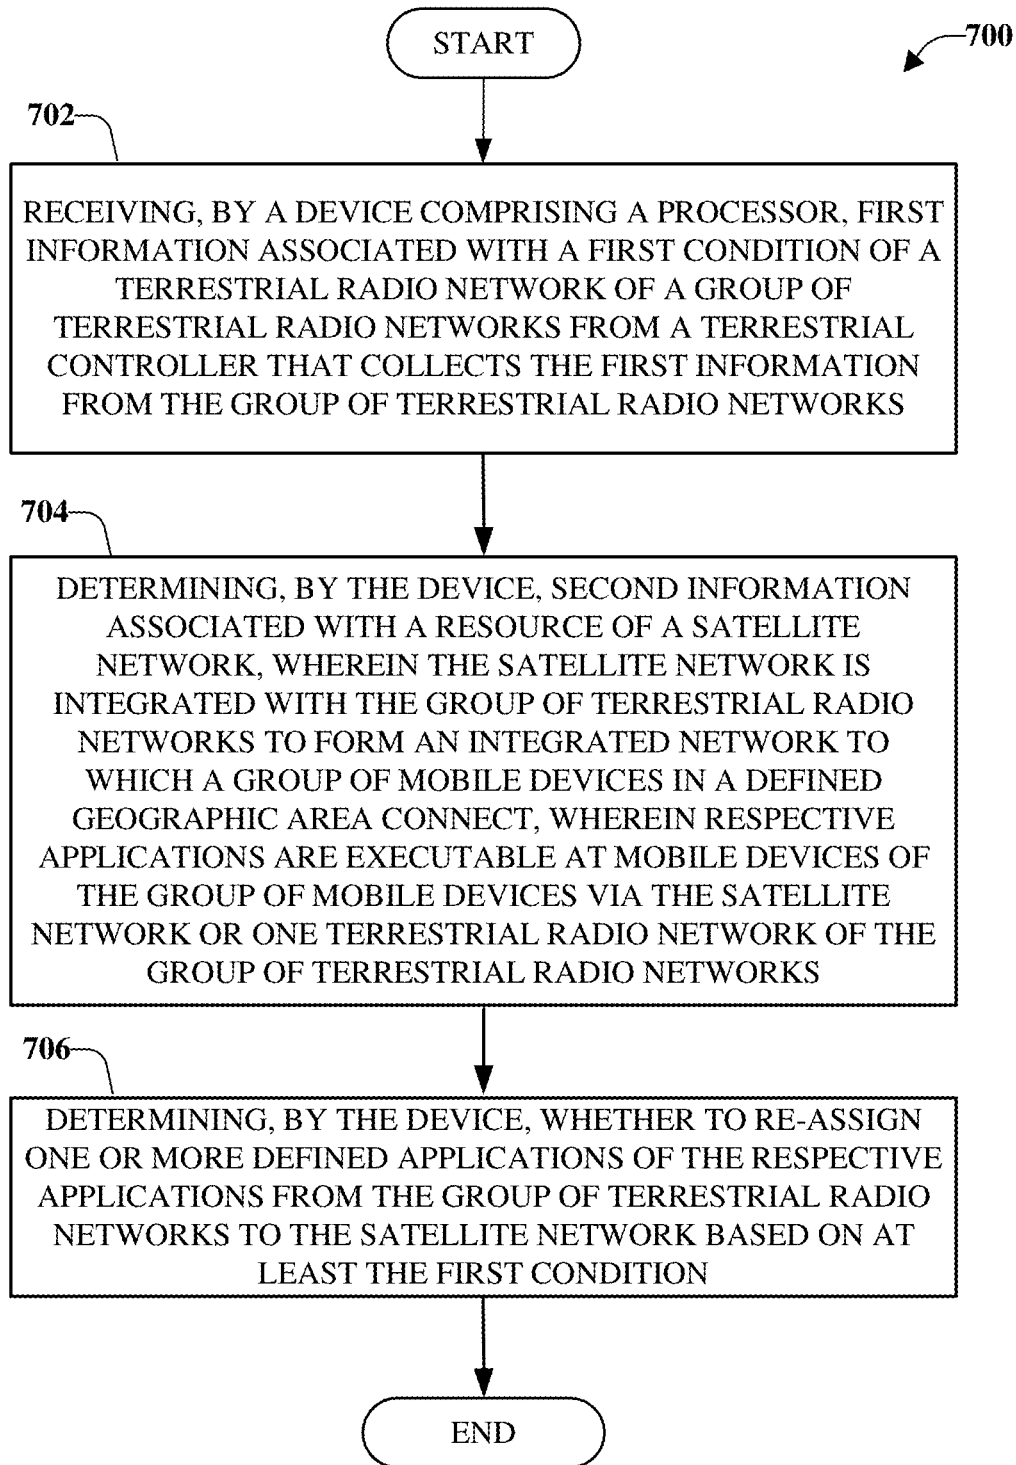 START
700
702
RECEIVING, BY A DEVICE COMPRISING A PROCESSOR, FIRST
INFORMATION ASSOCIATED WITH A FIRST CONDITION OF A
TERRESTRIAL RADIO NETWORK OF A GROUP OF
TERRESTRIAL RADIO NETWORKS FROM A TERRESTRIAL
CONTROLLER THAT COLLECTS THE FIRST INFORMATION
FROM THE GROUP OF TERRESTRIAL RADIO NETWORKS
704
DETERMINING, BY THE DEVICE, SECOND INFORMATION
ASSOCIATED WITH A RESOURCE OF A SATELLITE
NETWORK, WHEREIN THE SATELLITE NETWORK IS
INTEGRATED WITH THE GROUP OF TERRESTRIAL RADIO
NETWORKS TO FORM AN INTEGRATED NETWORK TO
WHICH A GROUP OF MOBILE DEVICES IN A DEFINED
GEOGRAPHIC AREA CONNECT, WHEREIN RESPECTIVE
APPLICATIONS ARE EXECUTABLE AT MOBILE DEVICES OF
THE GROUP OF MOBILE DEVICES VIA THE SATELLITE
NETWORK OR ONE TERRESTRIAL RADIO NETWORK OF THE
GROUP OF TERRESTRIAL RADIO NETWORKS
706
DETERMINING, BY THE DEVICE, WHETHER TO RE-ASSIGN
ONE OR MORE DEFINED APPLICATIONS OF THE RESPECTIVE
APPLICATIONS FROM THE GROUP OF TERRESTRIAL RADIO
NETWORKS TO THE SATELLITE NETWORK BASED ON AT
LEAST THE FIRST CONDITION
END